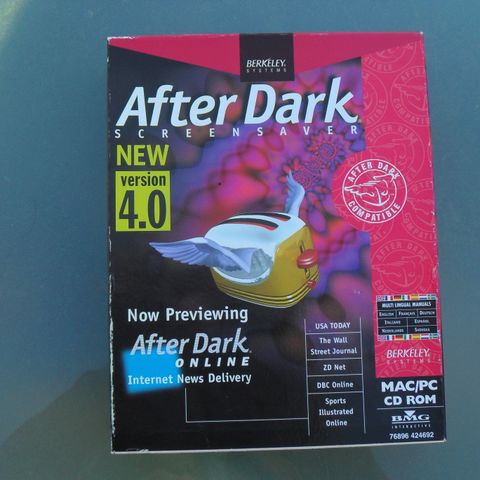 BERKELEY
SYSTEMS
After Dark
SCREENSAVER
NEW
version
4.0
AFTER DARK
COMPATIBLE
Now Previewing
After Dark
ONLINE
Internet News Delivery
USA TODAY
The Wall
Street Journal
ZD Net
DBC Online
Sports
Illustrated
Online
MULTI LINGUAL MANUALS
ENGLISH FRANÇAIS DEUTSCH
ITALIANO ESPAÑOL
NEDERLANDS SVENSKA
BERKELEY
SYSTEMS
MAC/PC
CD ROM
BMG
INTERACTIVE
76896 424692